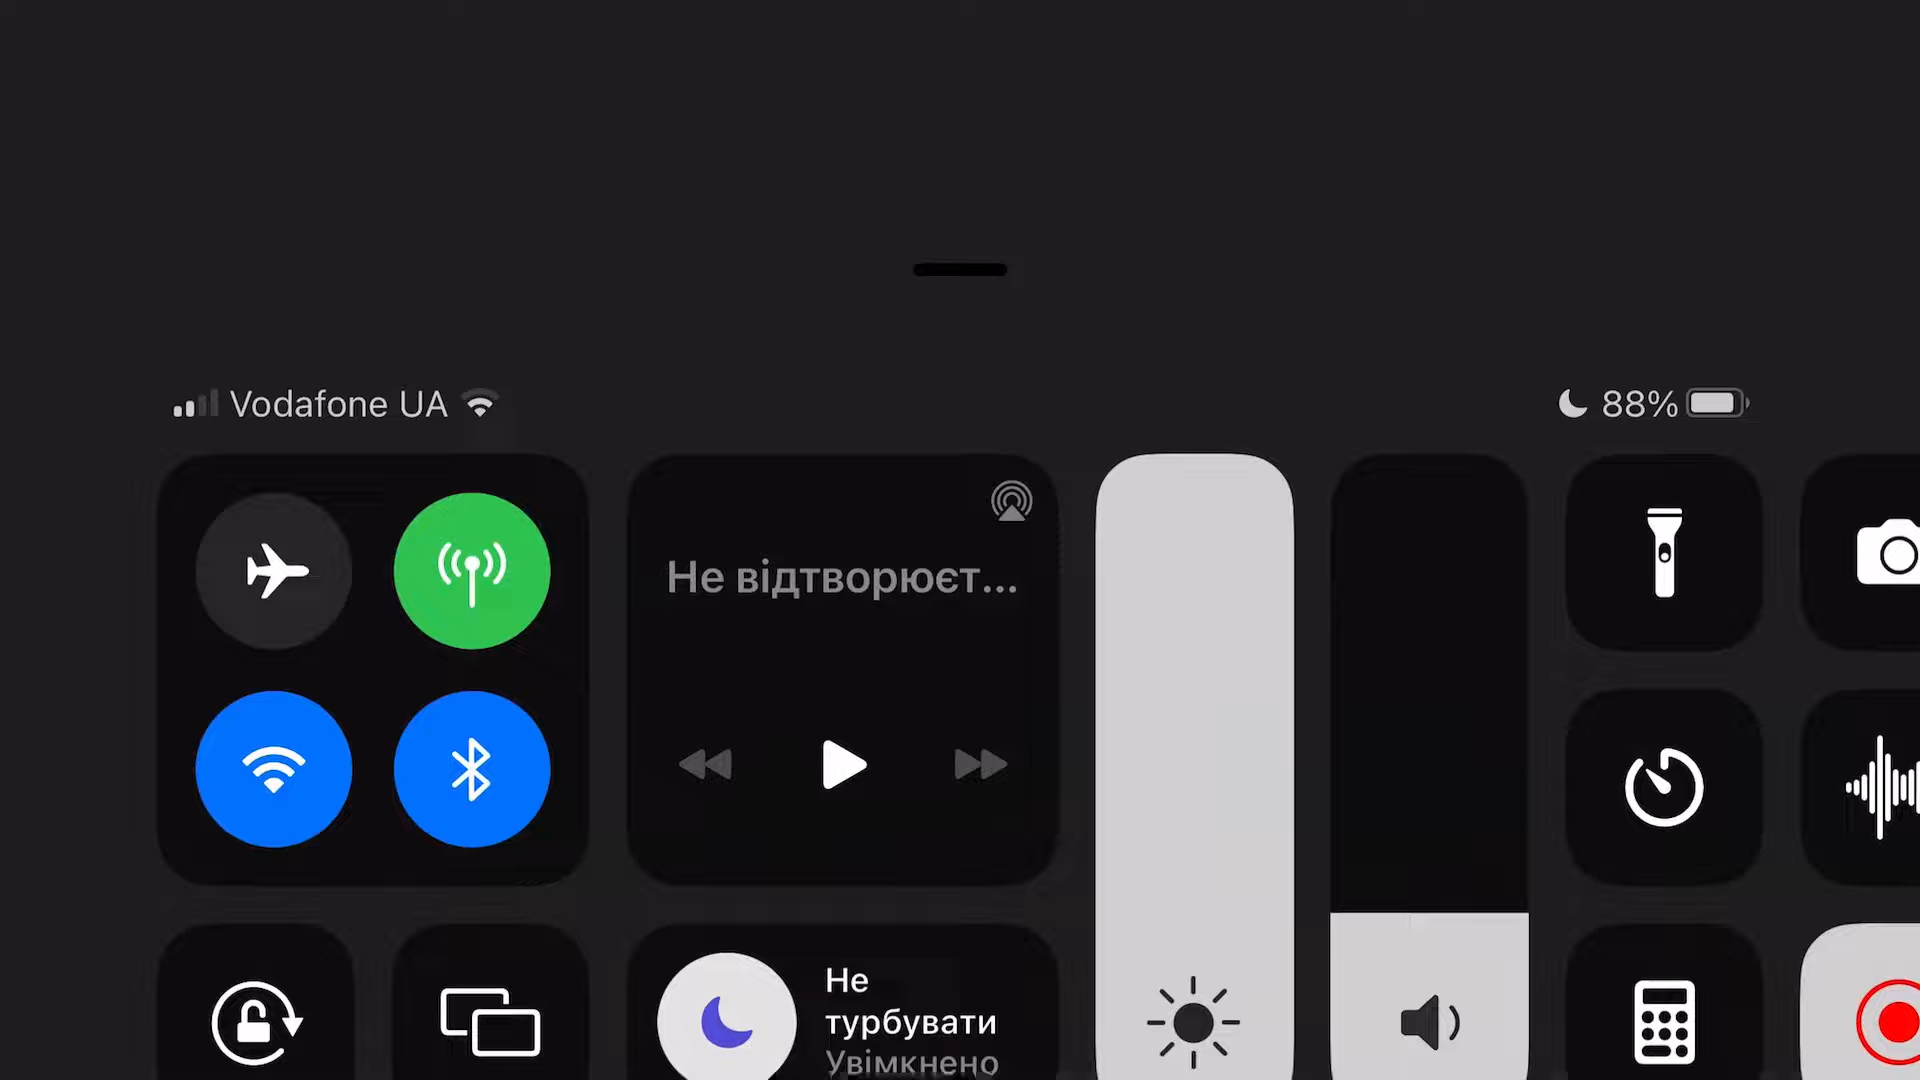 Vodafone UA
88%
Не відтворюєт...
Не
турбувати
Увімкнено